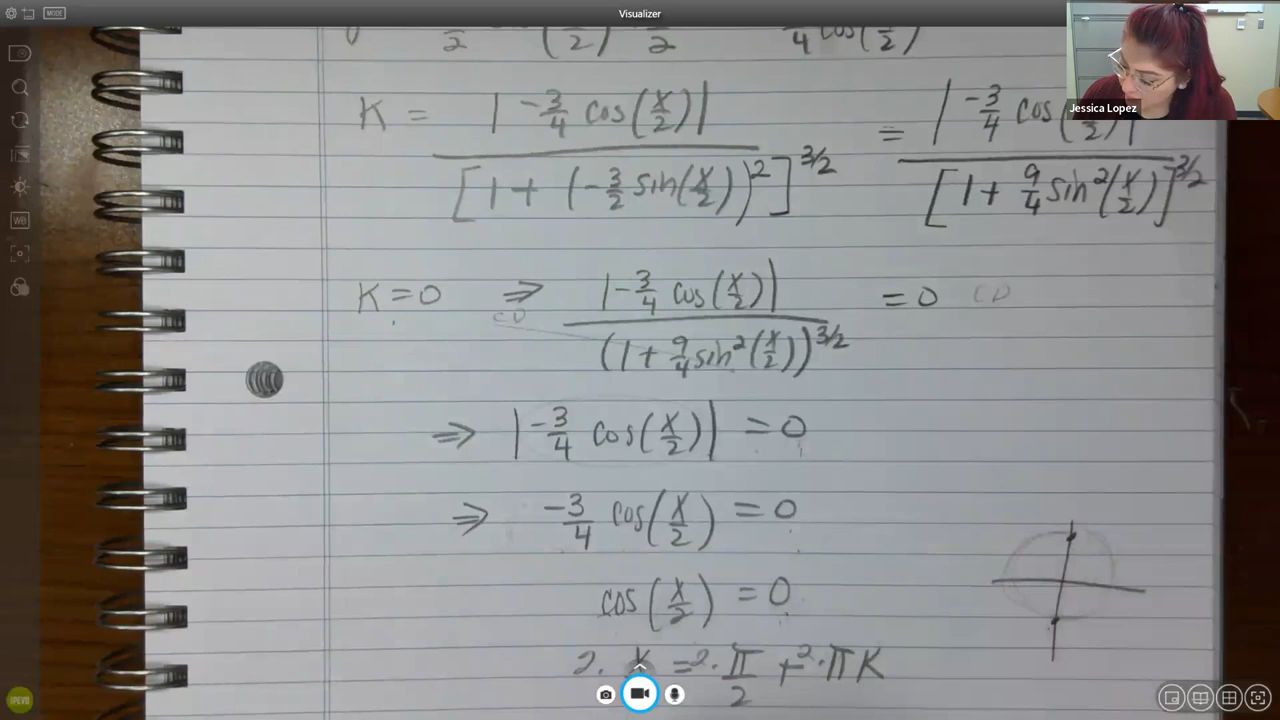 Visualizer
MODE
Jessica Lopez
WB
IPEVO
K = |-3/4 cos(x/2)| / [1 + (-3/2 sin(x/2))^2]^3/2 = |-3/4 cos(x/2)| / [1 + 9/4 sin^2(x/2)]^3/2
K = 0 ⇒ |-3/4 cos(x/2)| / (1 + 9/4 sin^2(x/2))^3/2 = 0
⇒ |-3/4 cos(x/2)| = 0
⇒ -3/4 cos(x/2) = 0
cos(x/2) = 0
2· x = 2· π/2 + 2·πK